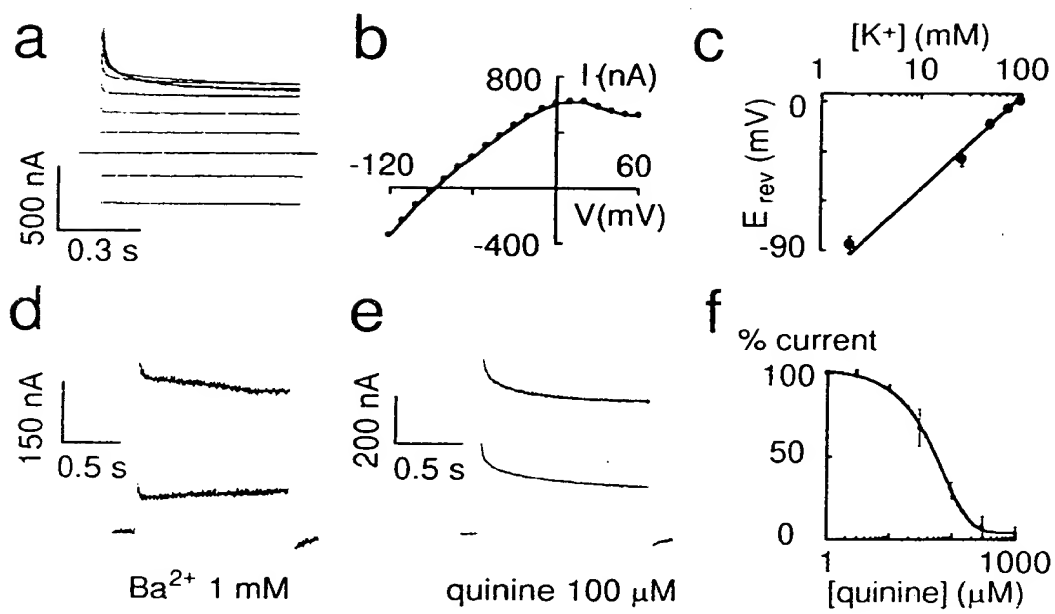 a
500 nA
0.3 s
b
800
I (nA)
-120
60
V(mV)
-400
c
[K+] (mM)
1
10
100
0
E rev (mV)
-90
d
150 nA
0.5 s
Ba2+ 1 mM
e
200 nA
0.5 s
quinine 100 µM
f
% current
100
50
0
1
1000
[quinine] (µM)